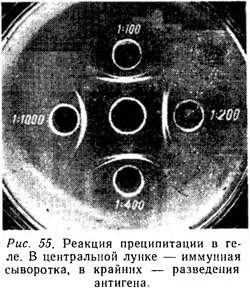 1:100
1:1000
1:200
1:400
Рис. 55. Реакция преципитации в ге-
ле. В центральной лунке — иммунная
сыворотка, в крайних — разведения
антигена.